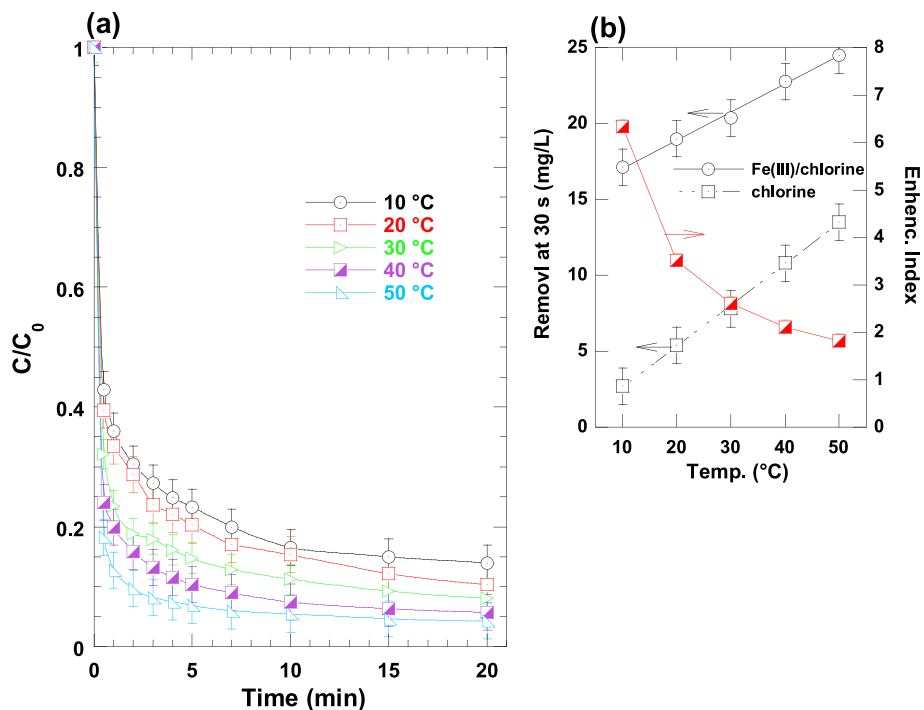 (a)
1
0.8
0.6
0.4
0.2
0
C/C0
0 5 10 15 20
Time (min)
10 °C
20 °C
30 °C
40 °C
50 °C
(b)
25
20
15
10
5
0
Removl at 30 s (mg/L)
8
7
6
5
4
3
2
1
0
Enhenc. Index
Fe(III)/chlorine
chlorine
10 20 30 40 50
Temp. (°C)